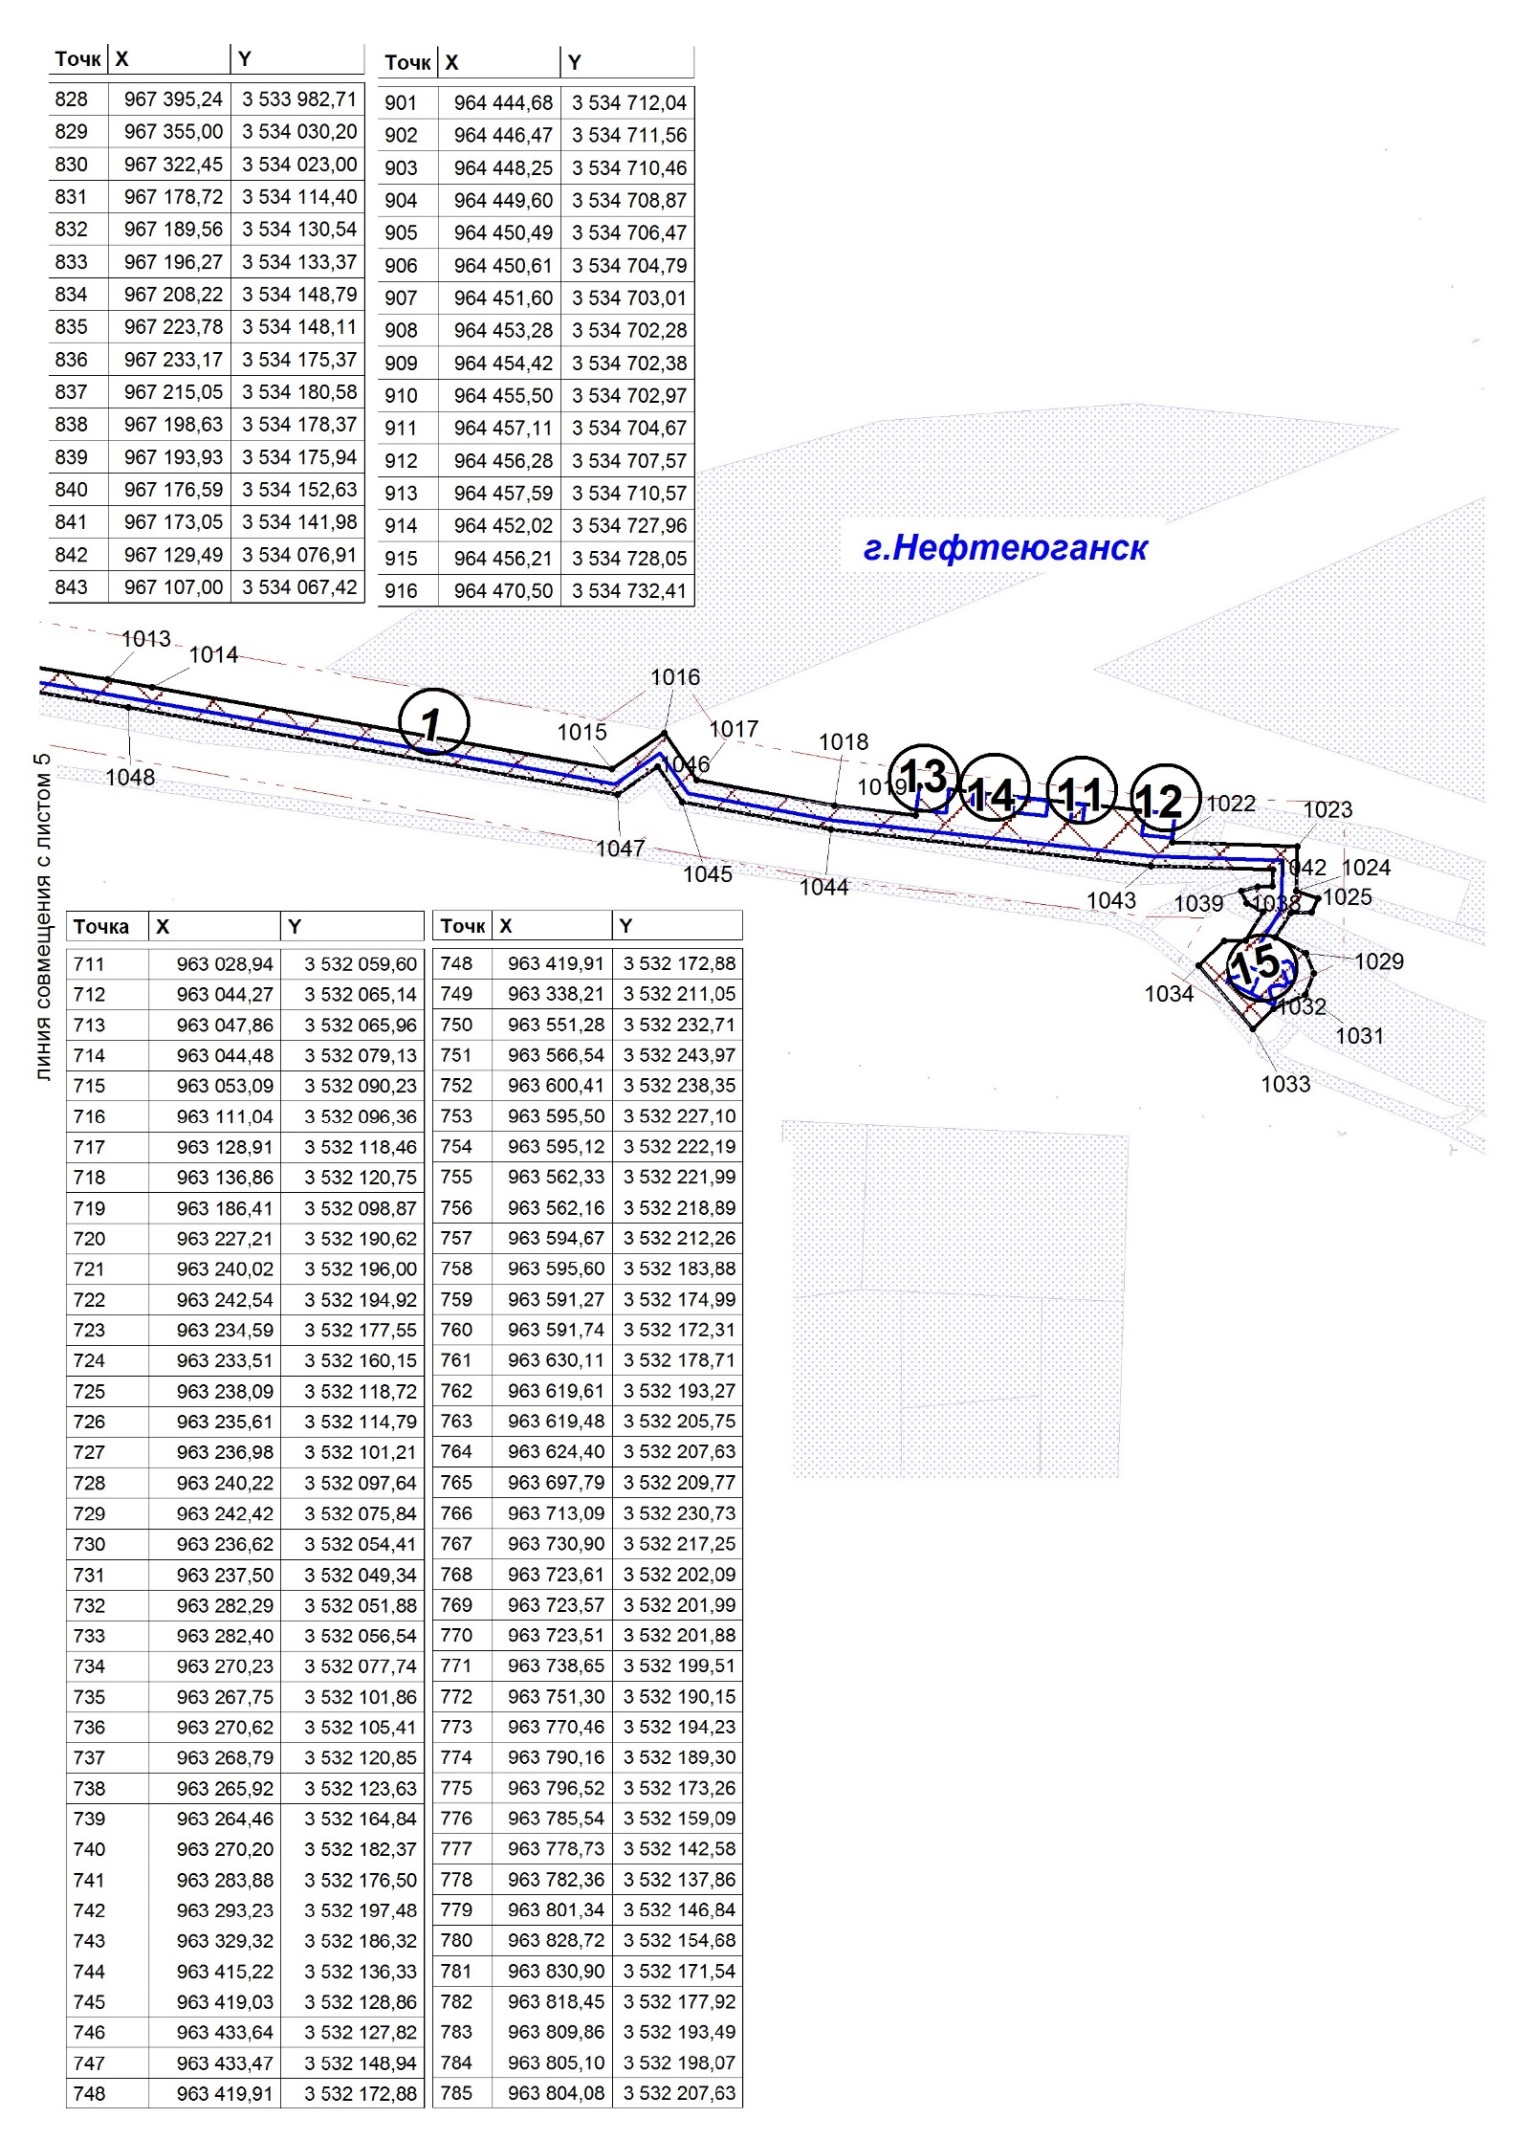 Точк X Y
828 967 395,24 3 533 982,71
829 967 355,00 3 534 030,20
830 967 322,45 3 534 023,00
831 967 178,72 3 534 114,40
832 967 189,56 3 534 130,54
833 967 196,27 3 534 133,37
834 967 208,22 3 534 148,79
835 967 223,78 3 534 148,11
836 967 233,17 3 534 175,37
837 967 215,05 3 534 180,58
838 967 198,63 3 534 178,37
839 967 193,93 3 534 175,94
840 967 176,59 3 534 152,63
841 967 173,05 3 534 141,98
842 967 129,49 3 534 076,91
843 967 107,00 3 534 067,42
Точк X Y
901 964 444,68 3 534 712,04
902 964 446,47 3 534 711,56
903 964 448,25 3 534 710,46
904 964 449,60 3 534 708,87
905 964 450,49 3 534 706,47
906 964 450,61 3 534 704,79
907 964 451,60 3 534 703,01
908 964 453,28 3 534 702,28
909 964 454,42 3 534 702,38
910 964 455,50 3 534 702,97
911 964 457,11 3 534 704,67
912 964 456,28 3 534 707,57
913 964 457,59 3 534 710,57
914 964 452,02 3 534 727,96
915 964 456,21 3 534 728,05
916 964 470,50 3 534 732,41
г.Нефтеюганск
1013
1014
1016
1
1015
1017
1018
1046
1019
13
14
11
12
1022
1023
1048
1047
1045
1044
1043
1042
1024
1039
1038
1025
15
1029
1034
1032
1031
1033
линия совмещения с листом 5
Точка X Y
711 963 028,94 3 532 059,60
712 963 044,27 3 532 065,14
713 963 047,86 3 532 065,96
714 963 044,48 3 532 079,13
715 963 053,09 3 532 090,23
716 963 111,04 3 532 096,36
717 963 128,91 3 532 118,46
718 963 136,86 3 532 120,75
719 963 186,41 3 532 098,87
720 963 227,21 3 532 190,62
721 963 240,02 3 532 196,00
722 963 242,54 3 532 194,92
723 963 234,59 3 532 177,55
724 963 233,51 3 532 160,15
725 963 238,09 3 532 118,72
726 963 235,61 3 532 114,79
727 963 236,98 3 532 101,21
728 963 240,22 3 532 097,64
729 963 242,42 3 532 075,84
730 963 236,62 3 532 054,41
731 963 237,50 3 532 049,34
732 963 282,29 3 532 051,88
733 963 282,40 3 532 056,54
734 963 270,23 3 532 077,74
735 963 267,75 3 532 101,86
736 963 270,62 3 532 105,41
737 963 268,79 3 532 120,85
738 963 265,92 3 532 123,63
739 963 264,46 3 532 164,84
740 963 270,20 3 532 182,37
741 963 283,88 3 532 176,50
742 963 293,23 3 532 197,48
743 963 329,32 3 532 186,32
744 963 415,22 3 532 136,33
745 963 419,03 3 532 128,86
746 963 433,64 3 532 127,82
747 963 433,47 3 532 148,94
748 963 419,91 3 532 172,88
Точк X Y
748 963 419,91 3 532 172,88
749 963 338,21 3 532 211,05
750 963 551,28 3 532 232,71
751 963 566,54 3 532 243,97
752 963 600,41 3 532 238,35
753 963 595,50 3 532 227,10
754 963 595,12 3 532 222,19
755 963 562,33 3 532 221,99
756 963 562,16 3 532 218,89
757 963 594,67 3 532 212,26
758 963 595,60 3 532 183,88
759 963 591,27 3 532 174,99
760 963 591,74 3 532 172,31
761 963 630,11 3 532 178,71
762 963 619,61 3 532 193,27
763 963 619,48 3 532 205,75
764 963 624,40 3 532 207,63
765 963 697,79 3 532 209,77
766 963 713,09 3 532 230,73
767 963 730,90 3 532 217,25
768 963 723,61 3 532 202,09
769 963 723,57 3 532 201,99
770 963 723,51 3 532 201,88
771 963 738,65 3 532 199,51
772 963 751,30 3 532 190,15
773 963 770,46 3 532 194,23
774 963 790,16 3 532 189,30
775 963 796,52 3 532 173,26
776 963 785,54 3 532 159,09
777 963 778,73 3 532 142,58
778 963 782,36 3 532 137,86
779 963 801,34 3 532 146,84
780 963 828,72 3 532 154,68
781 963 830,90 3 532 171,54
782 963 818,45 3 532 177,92
783 963 809,86 3 532 193,49
784 963 805,10 3 532 198,07
785 963 804,08 3 532 207,63